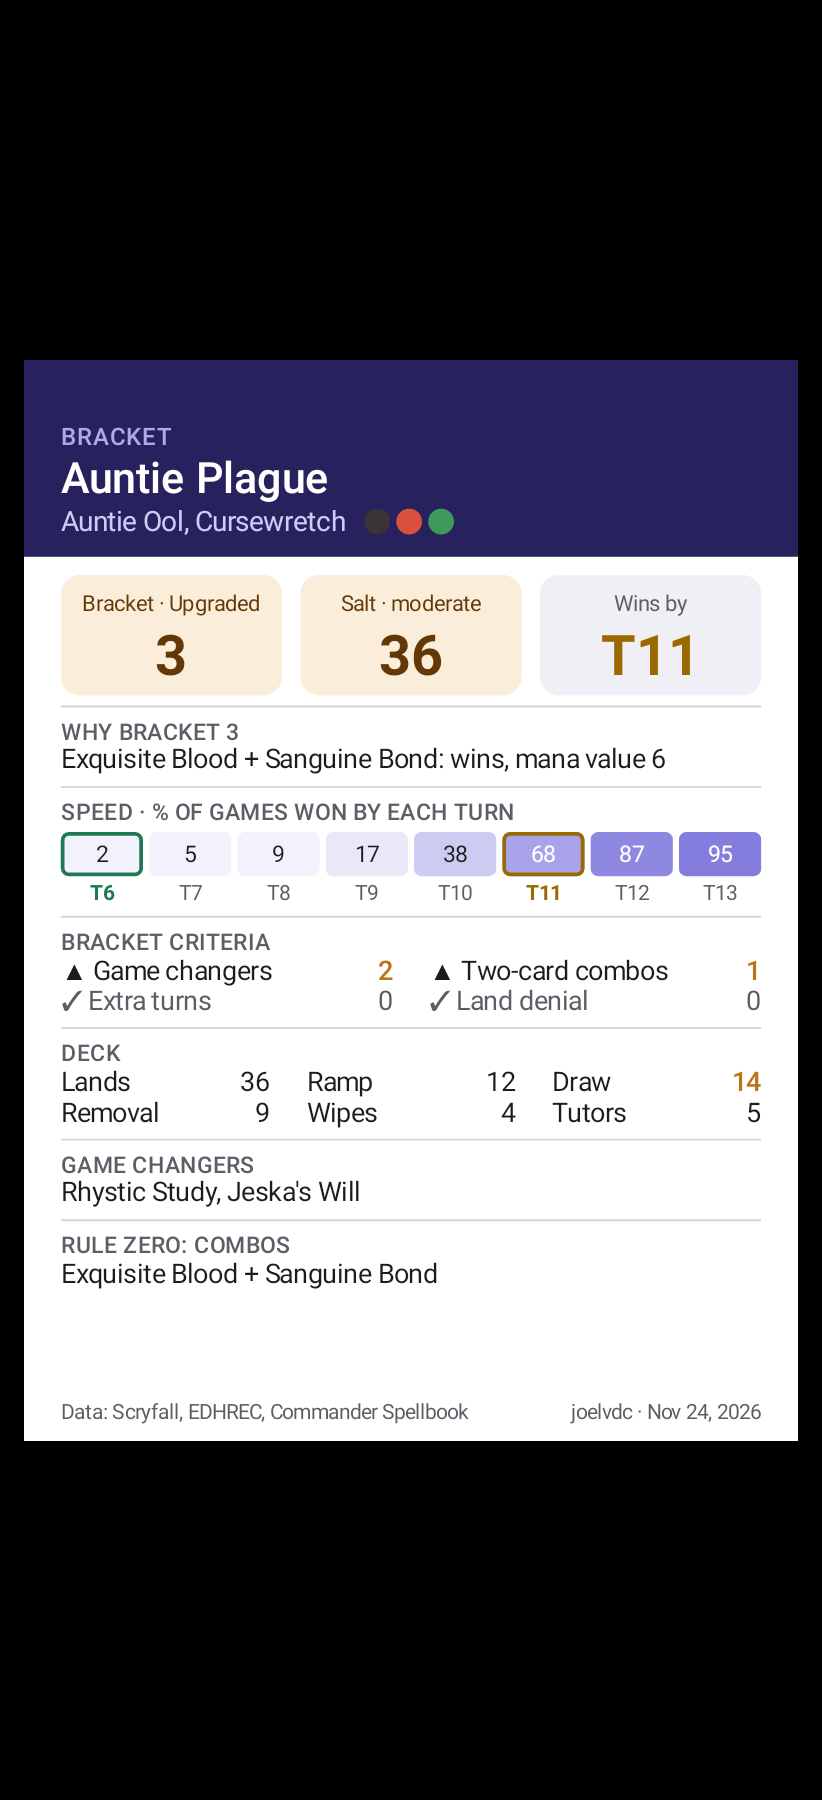 BRACKET
Auntie Plague
Auntie Ool, Cursewretch
Bracket · Upgraded
3
Salt · moderate
36
Wins by
T11
WHY BRACKET 3
Exquisite Blood + Sanguine Bond: wins, mana value 6
SPEED · % OF GAMES WON BY EACH TURN
2 5 9 17 38 68 87 95
T6 T7 T8 T9 T10 T11 T12 T13
BRACKET CRITERIA
▲ Game changers 2 ▲ Two-card combos 1
✓ Extra turns 0 ✓ Land denial 0
DECK
Lands 36 Ramp 12 Draw 14
Removal 9 Wipes 4 Tutors 5
GAME CHANGERS
Rhystic Study, Jeska's Will
RULE ZERO: COMBOS
Exquisite Blood + Sanguine Bond
Data: Scryfall, EDHREC, Commander Spellbook joelvdc · Nov 24, 2026